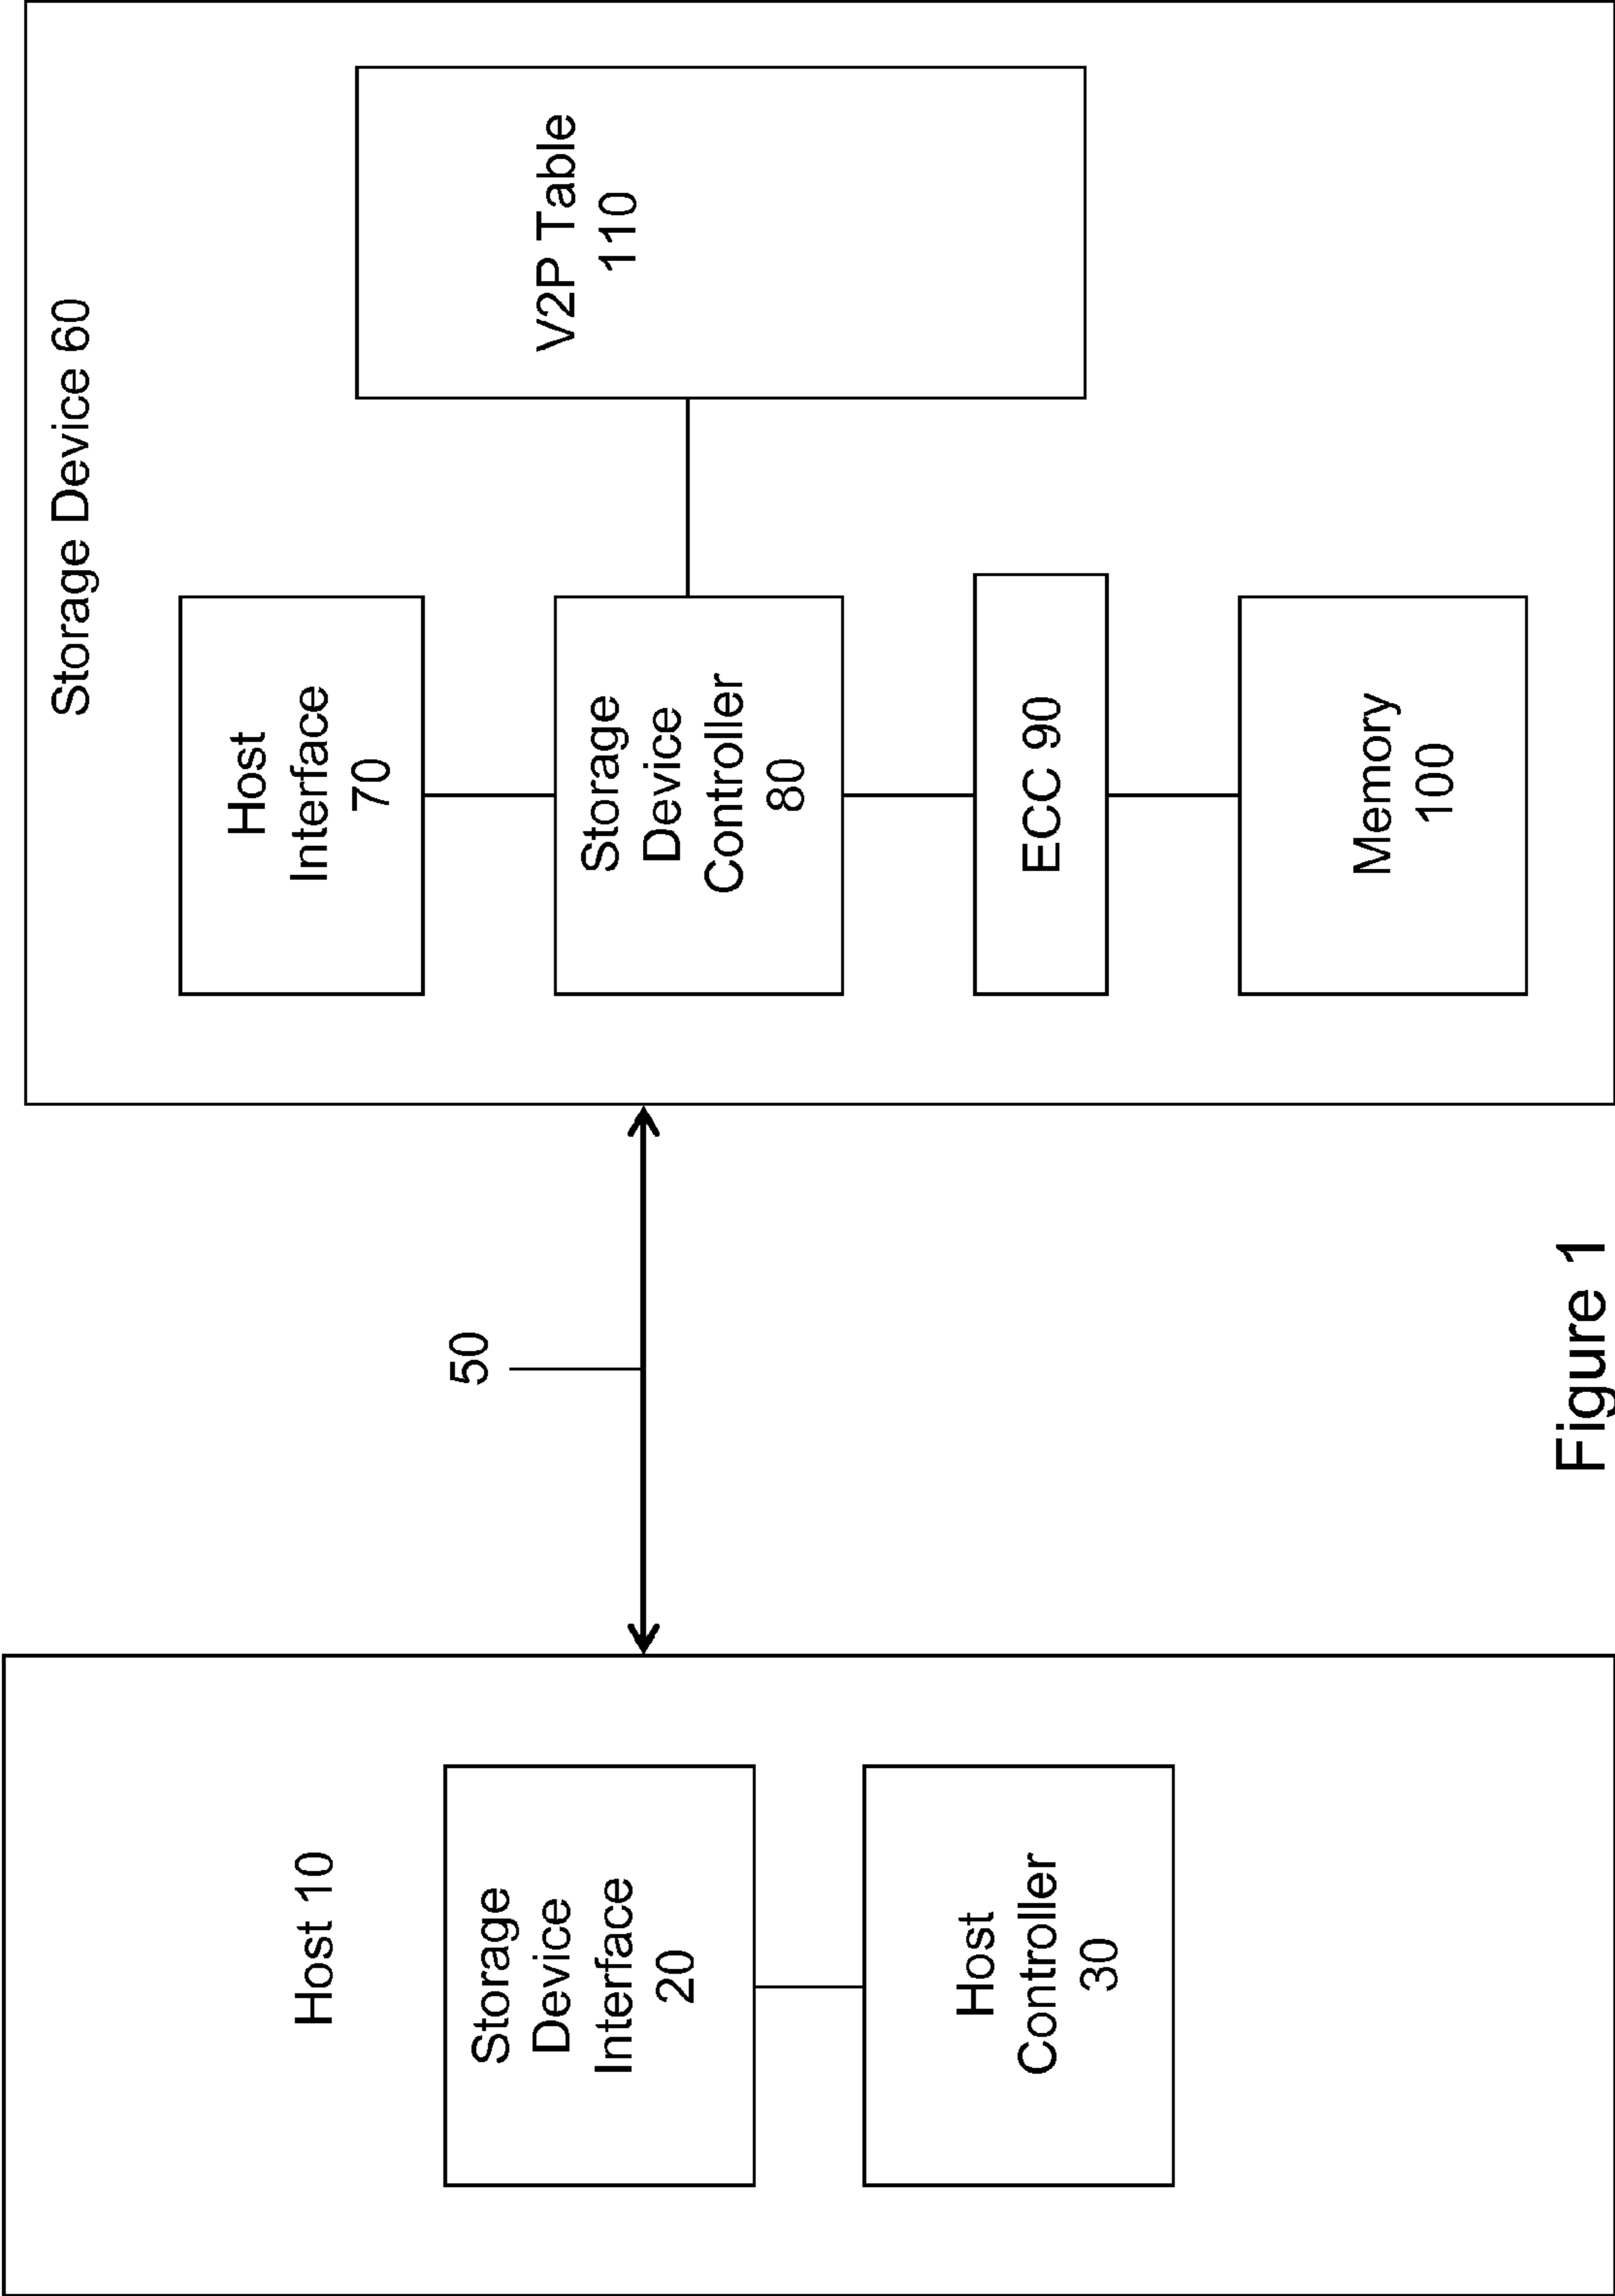 Host 10
Storage
Device
Interface
20
Host
Controller
30
50
Storage Device 60
Host
Interface
70
Storage
Device
Controller
80
ECC 90
Memory
100
V2P Table
110
Figure 1